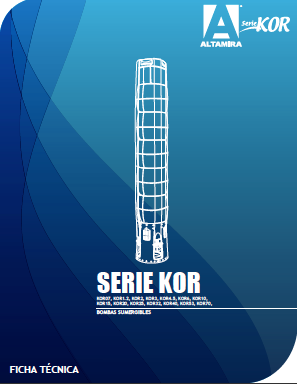 ALTAMIRA
Serie KOR
SERIE KOR
KOR07, KOR1.2, KOR2, KOR3, KOR4.5, KOR6, KOR10,
KOR15, KOR20, KOR25, KOR32, KOR40, KOR53, KOR70,
BOMBAS SUMERGIBLES
FICHA TÉCNICA